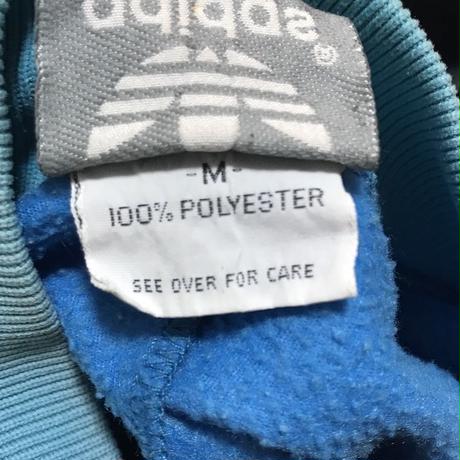 adidas®
-M-
100% POLYESTER
SEE OVER FOR CARE